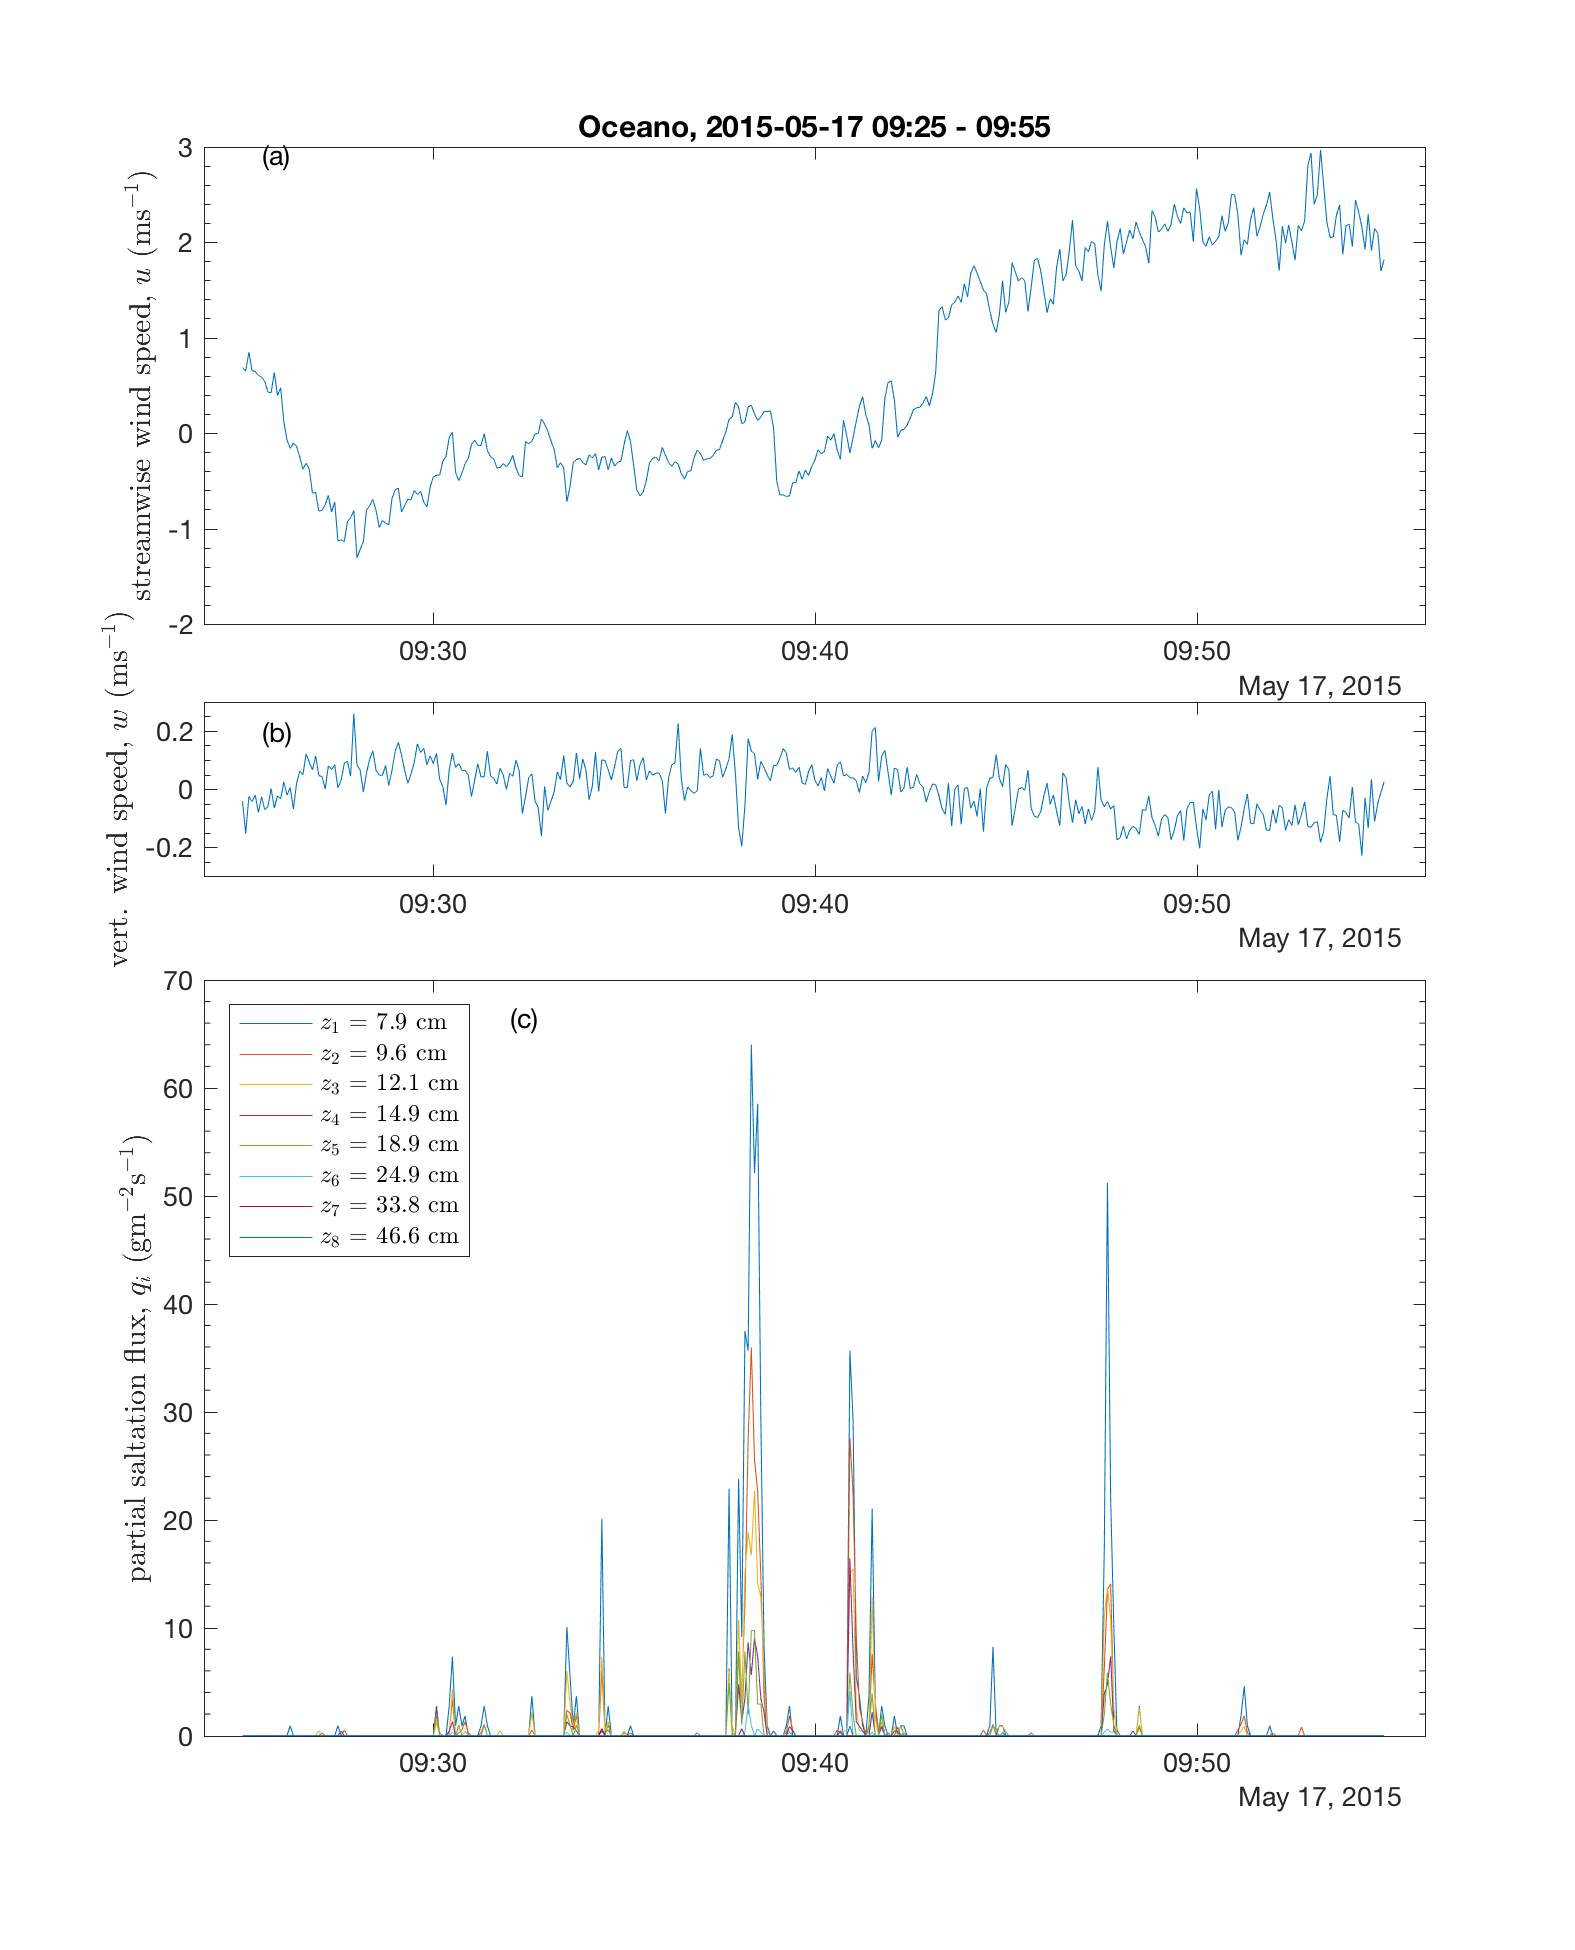 Oceano, 2015-05-17 09:25 - 09:55
(a)
streamwise wind speed, u (ms⁻¹)
3
2
1
0
-1
-2
09:30 09:40 09:50
May 17, 2015
(b)
vert. wind speed, w (ms⁻¹)
0.2
0
-0.2
09:30 09:40 09:50
May 17, 2015
(c)
partial saltation flux, qᵢ (gm⁻²s⁻¹)
70
60
50
40
30
20
10
0
z₁ = 7.9 cm
z₂ = 9.6 cm
z₃ = 12.1 cm
z₄ = 14.9 cm
z₅ = 18.9 cm
z₆ = 24.9 cm
z₇ = 33.8 cm
z₈ = 46.6 cm
09:30 09:40 09:50
May 17, 2015